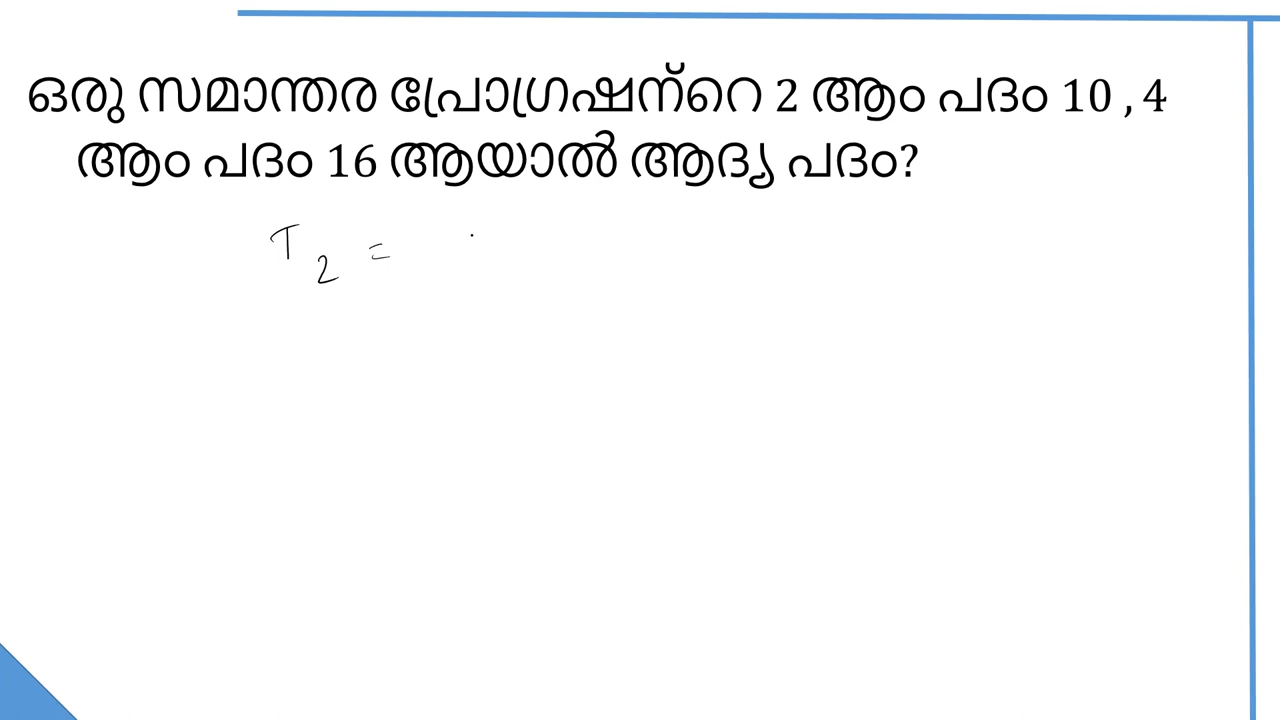 ഒരു സമാന്തര പ്രോഗ്രഷന്റെ 2 ആം പദം 10 , 4
ആം പദം 16 ആയാൽ ആദ്യ പദം?
T2 =